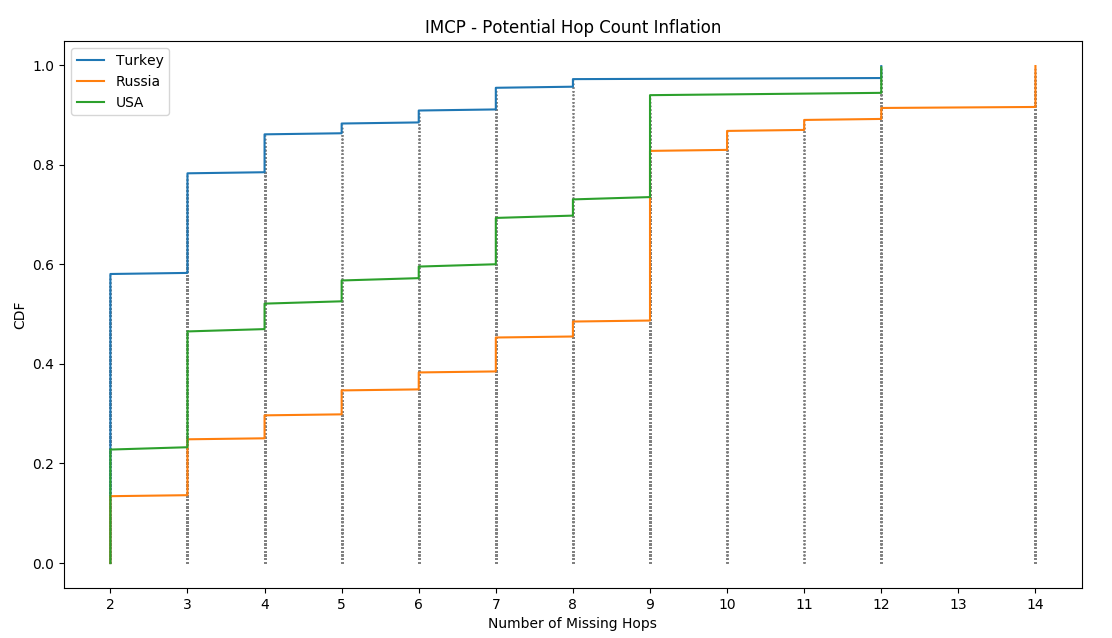 IMCP - Potential Hop Count Inflation
Turkey
Russia
USA
1.0
0.8
0.6
0.4
0.2
0.0
CDF
2 3 4 5 6 7 8 9 10 11 12 13 14
Number of Missing Hops